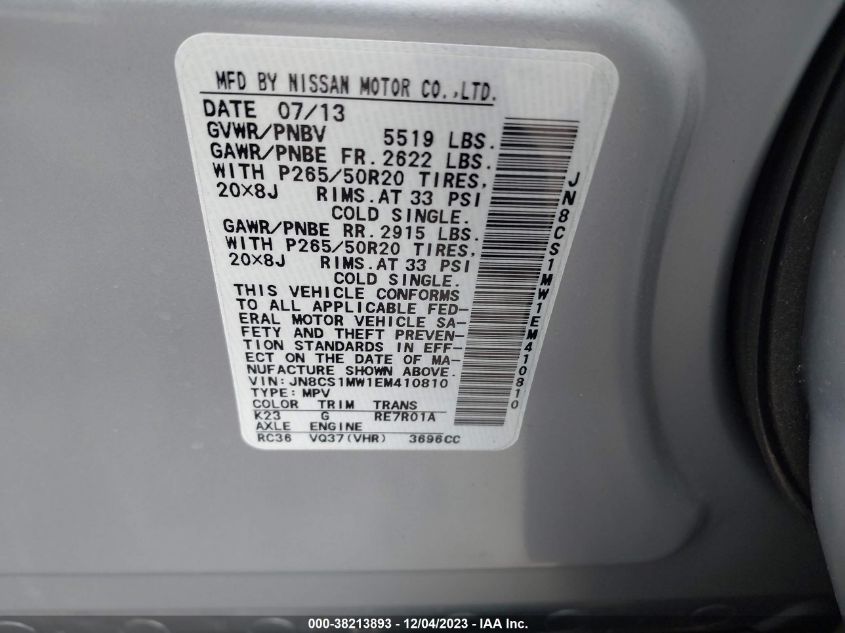 MFD BY NISSAN MOTOR CO.,LTD.
DATE 07/13
GVWR/PNBV 5519 LBS.
GAWR/PNBE FR. 2622 LBS.
WITH P265/50R20 TIRES,
20×8J RIMS.AT 33 PSI
COLD SINGLE.
GAWR/PNBE RR. 2915 LBS.
WITH P265/50R20 TIRES,
20×8J RIMS.AT 33 PSI
COLD SINGLE.
THIS VEHICLE CONFORMS
TO ALL APPLICABLE FED-
ERAL MOTOR VEHICLE SA-
FETY AND THEFT PREVEN-
TION STANDARDS IN EFF-
ECT ON THE DATE OF MA-
NUFACTURE SHOWN ABOVE.
VIN: JN8CS1MW1EM410810
TYPE: MPV
COLOR TRIM TRANS
K23 G RE7R01A
AXLE ENGINE
RC36 VQ37(VHR) 3696CC
JN8CS1MW1EM410810
000-38213893 - 12/04/2023 - IAA Inc.